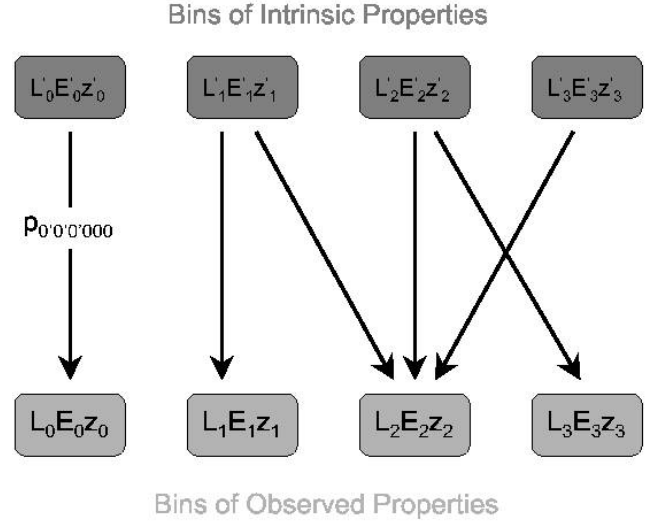 Bins of Intrinsic Properties
L'₀E'₀z'₀ L'₁E'₁z'₁ L'₂E'₂z'₂ L'₃E'₃z'₃
p₀'₀'₀'₀₀₀
L₀E₀z₀ L₁E₁z₁ L₂E₂z₂ L₃E₃z₃
Bins of Observed Properties